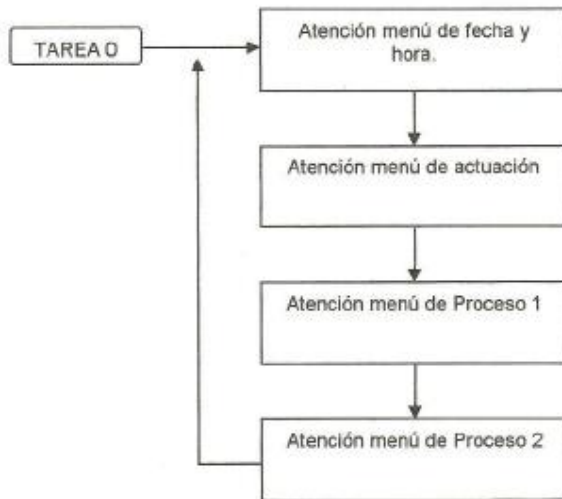 TAREA 0
Atención menú de fecha y
hora.
Atención menú de actuación
Atención menú de Proceso 1
Atención menú de Proceso 2